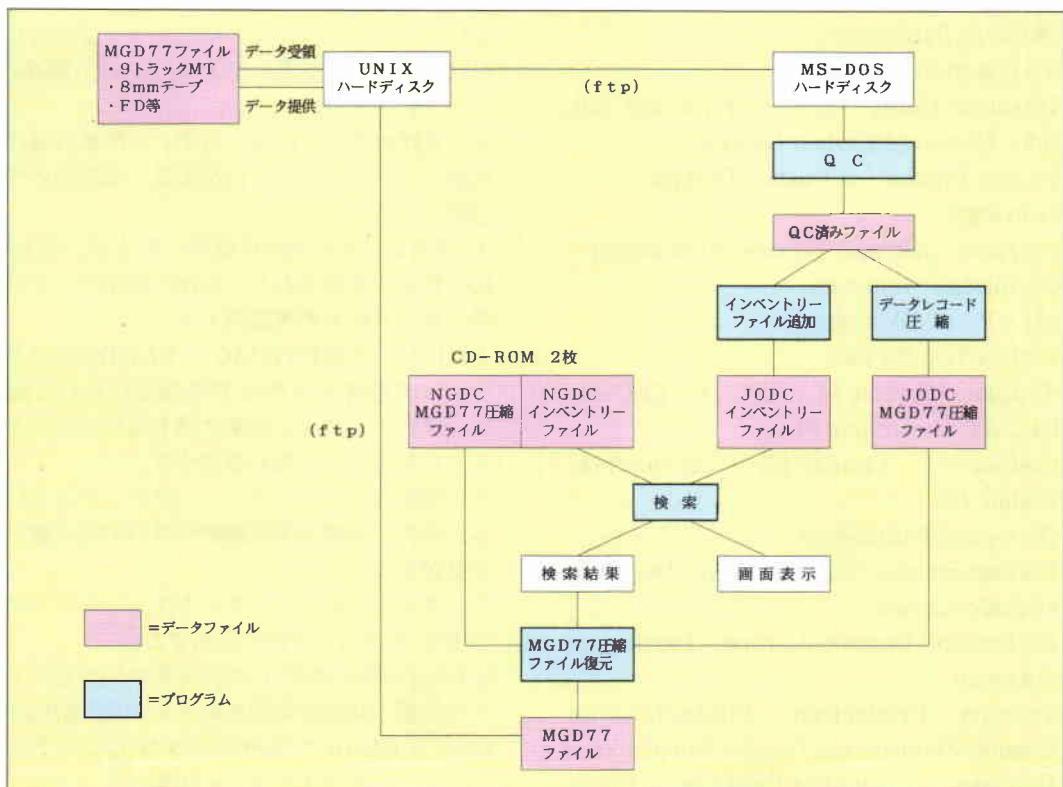 MGD77ファイル
・9トラックMT
・8mmテープ
・FD等
データ受領
データ提供
UNIX
ハードディスク
(ftp)
MS-DOS
ハードディスク
Q C
QC済みファイル
インベントリー
ファイル追加
データレコード
圧縮
CD-ROM 2枚
NGDC
MGD77圧縮
ファイル
NGDC
インベントリー
ファイル
JODC
インベントリー
ファイル
JODC
MGD77圧縮
ファイル
(ftp)
検索
検索結果
画面表示
MGD77圧縮
ファイル復元
MGD77
ファイル
=データファイル
=プログラム